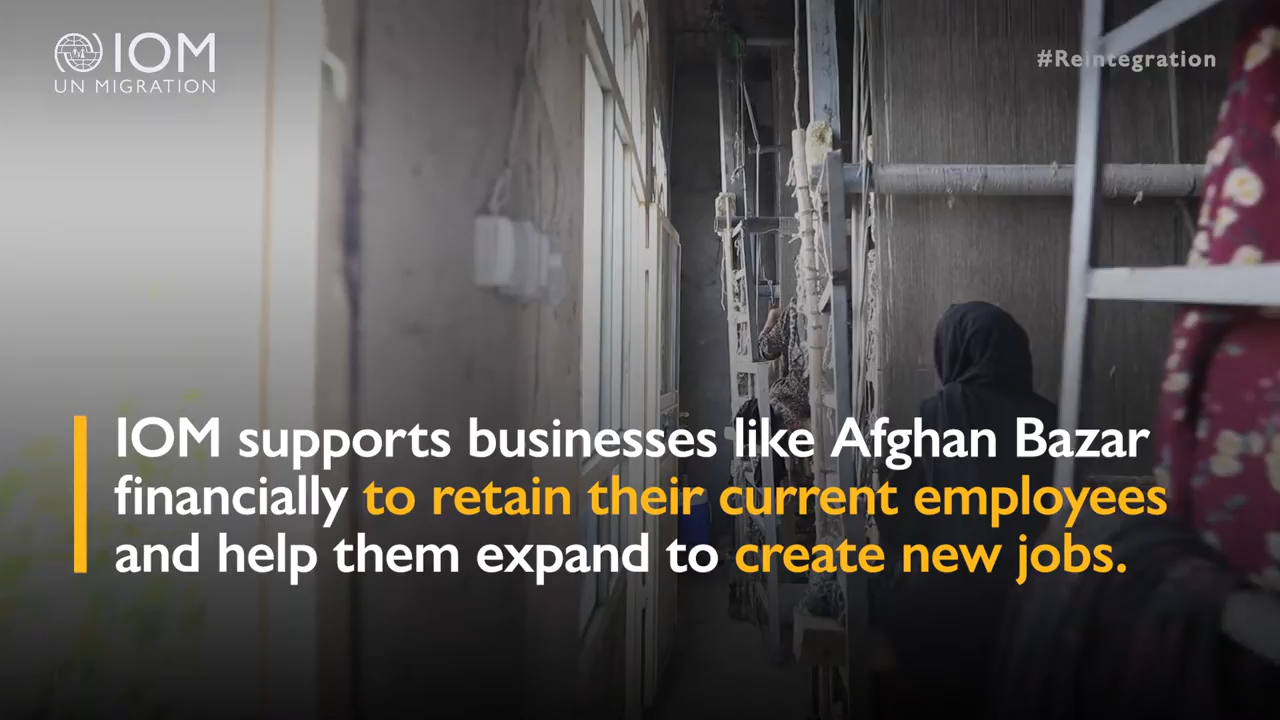 IOM
UN MIGRATION
#Reintegration
IOM supports businesses like Afghan Bazar
financially to retain their current employees
and help them expand to create new jobs.